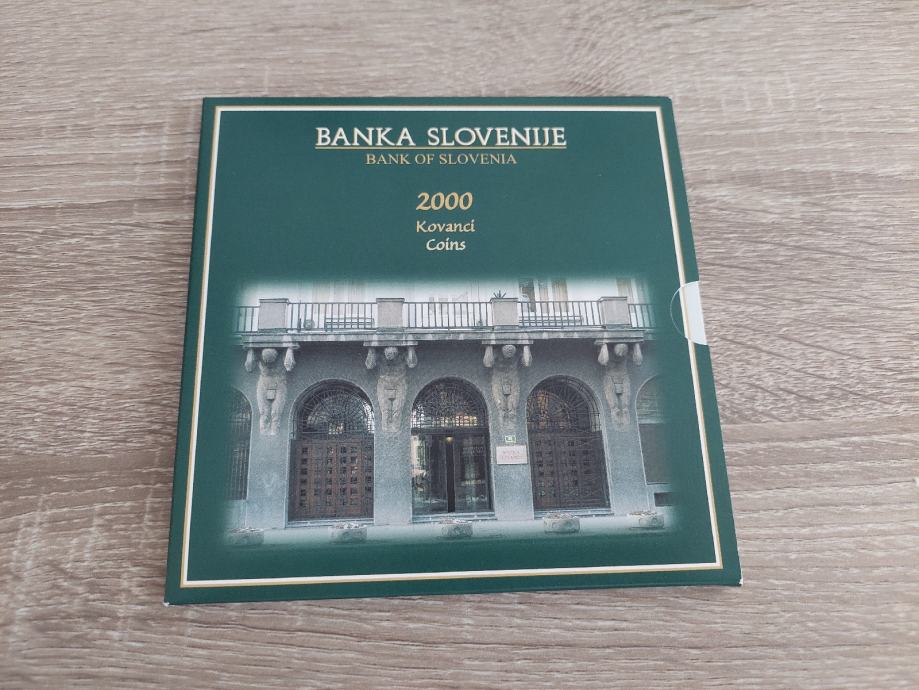 BANKA SLOVENIJE
BANK OF SLOVENIA
2000
Kovanci
Coins